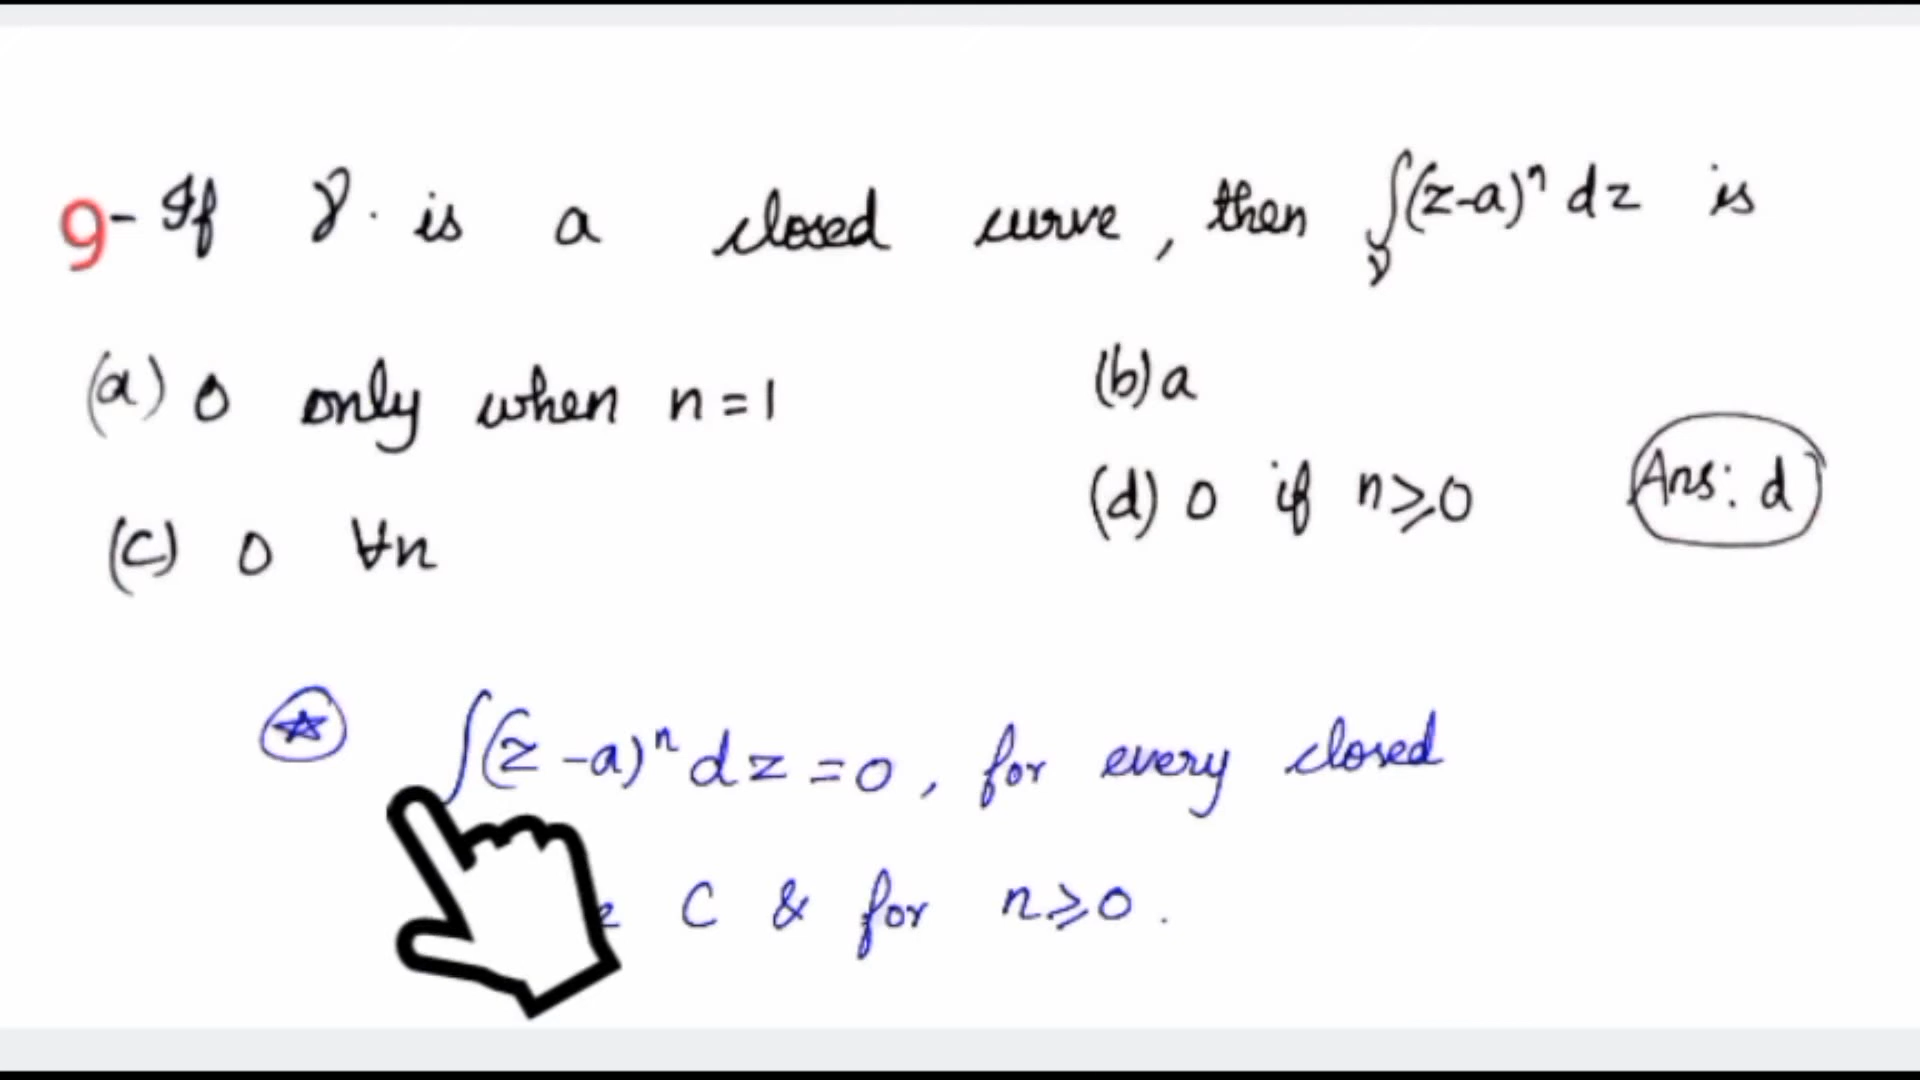 9- If γ. is a closed curve, then ∫γ(z-a)ⁿ dz is
(a) 0 only when n=1
(b) a
(c) 0 ∀n
(d) 0 if n≥0
Ans: d
∫(z-a)ⁿ dz = 0, for every closed
C & for n≥0.